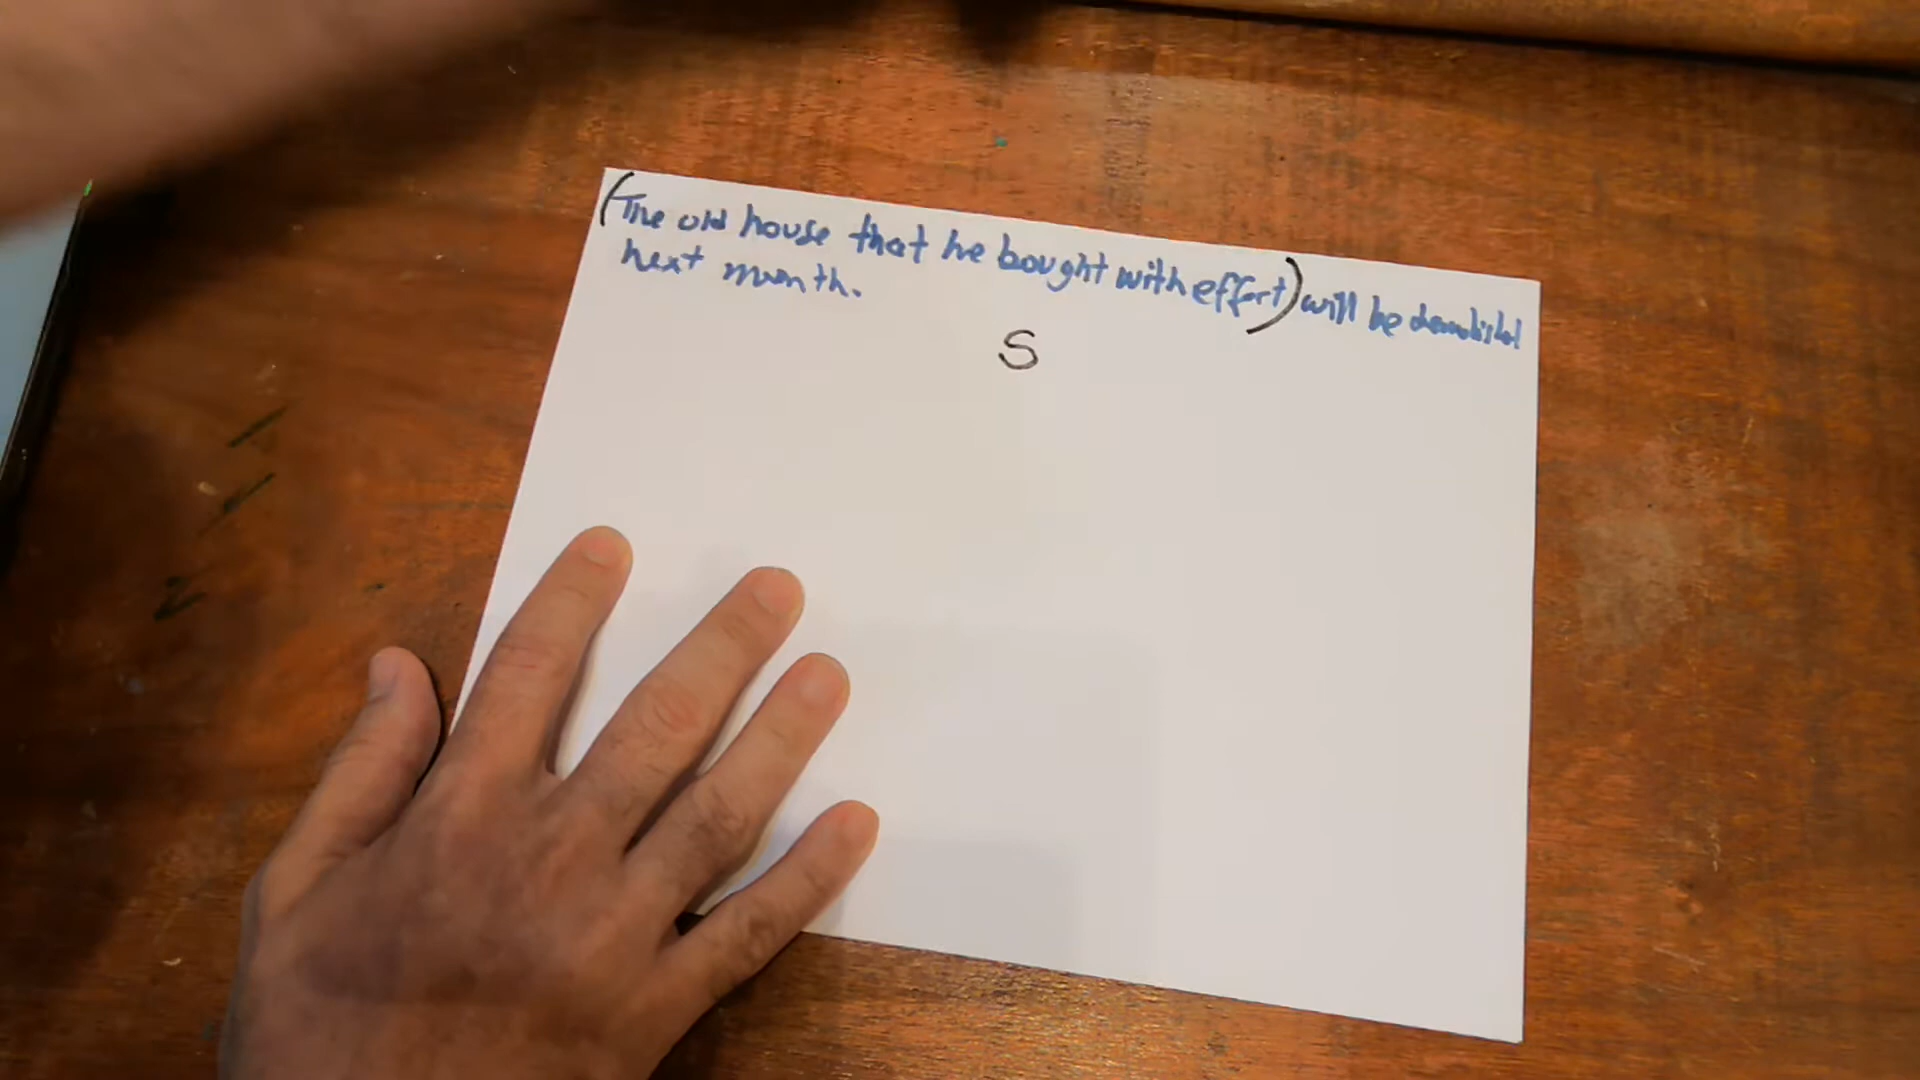 (The old house that he bought with effort) will be demolished
next month.
S